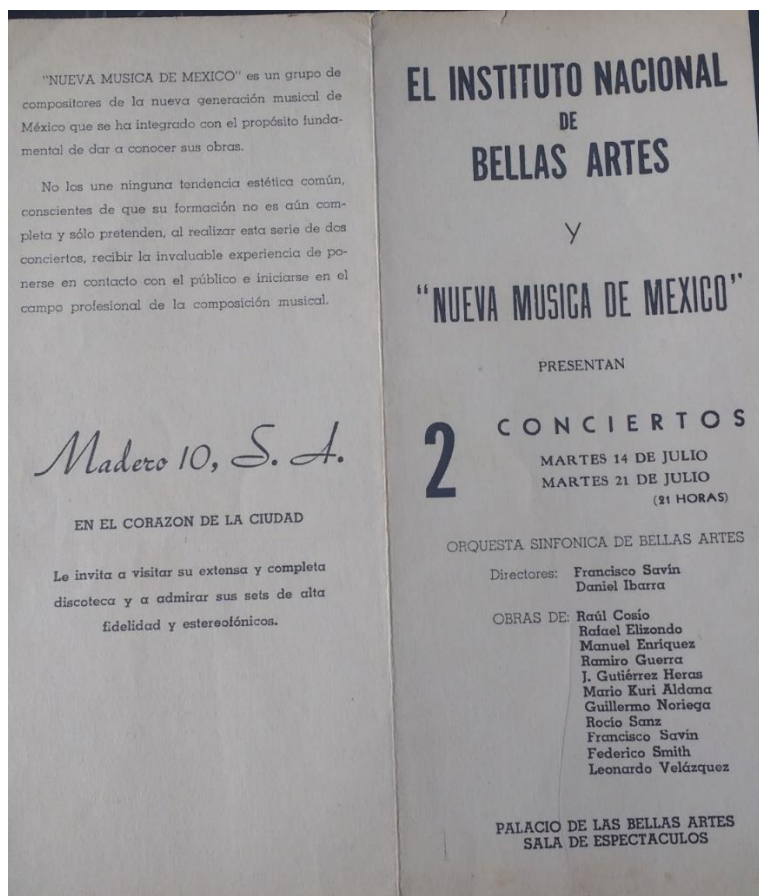 "NUEVA MUSICA DE MEXICO" es un grupo de
compositores de la nueva generación musical de
México que se ha integrado con el propósito funda-
mental de dar a conocer sus obras.
No los une ninguna tendencia estética común,
conscientes de que su formación no es aún com-
pleta y sólo pretenden, al realizar esta serie de dos
conciertos, recibir la invaluable experiencia de po-
nerse en contacto con el público e iniciarse en el
campo profesional de la composición musical.
Madero 10, S. A.
EN EL CORAZON DE LA CIUDAD
Le invita a visitar su extensa y completa
discoteca y a admirar sus sets de alta
fidelidad y estereofónicos.
EL INSTITUTO NACIONAL
DE
BELLAS ARTES
Y
"NUEVA MUSICA DE MEXICO"
PRESENTAN
2 CONCIERTOS
MARTES 14 DE JULIO
MARTES 21 DE JULIO
(21 HORAS)
ORQUESTA SINFONICA DE BELLAS ARTES
Directores: Francisco Savín
Daniel Ibarra
OBRAS DE: Raúl Cosío
Rafael Elizondo
Manuel Enríquez
Ramiro Guerra
J. Gutiérrez Heras
Mario Kuri Aldana
Guillermo Noriega
Rocío Sanz
Francisco Savín
Federico Smith
Leonardo Velázquez
PALACIO DE LAS BELLAS ARTES
SALA DE ESPECTACULOS